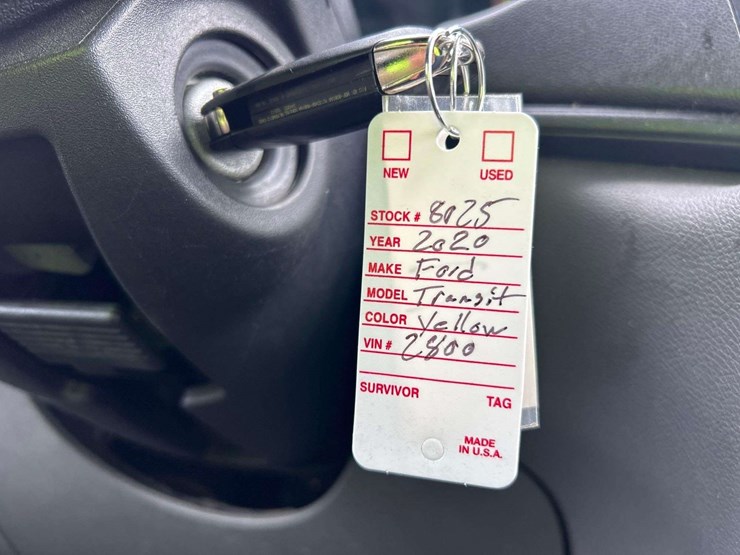 NEW USED
STOCK # 8025
YEAR 2020
MAKE Ford
MODEL Transit
COLOR Yellow
VIN # 2800
SURVIVOR TAG
MADE
IN U.S.A.